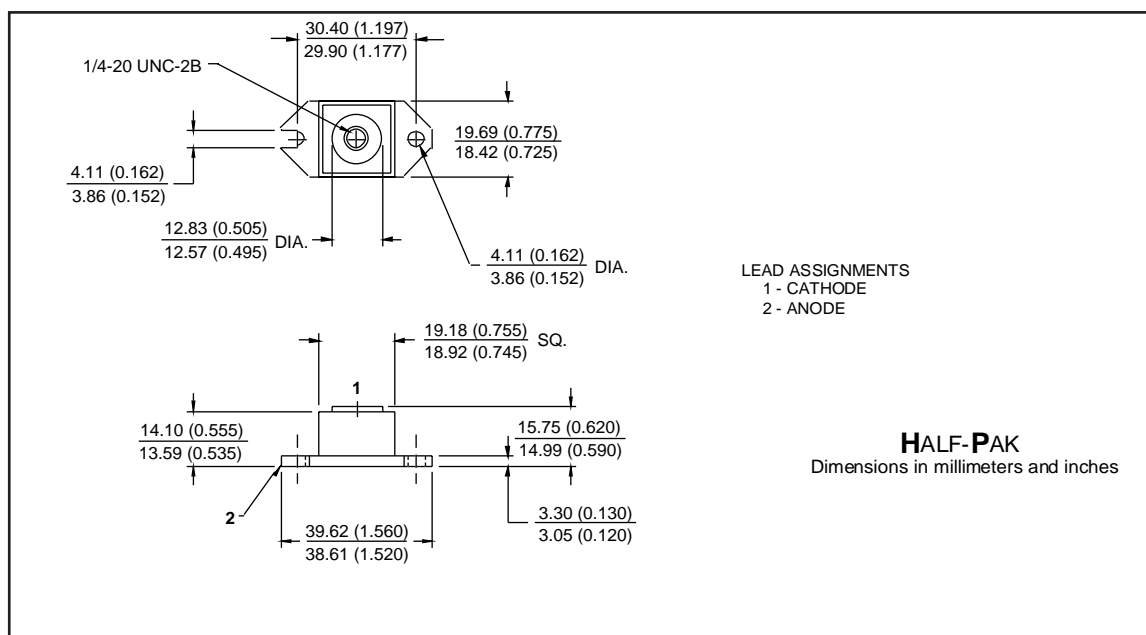 30.40 (1.197)
29.90 (1.177)
1/4-20 UNC-2B
19.69 (0.775)
18.42 (0.725)
4.11 (0.162)
3.86 (0.152)
12.83 (0.505)
12.57 (0.495)
DIA.
4.11 (0.162)
3.86 (0.152)
DIA.
LEAD ASSIGNMENTS
1 - CATHODE
2 - ANODE
19.18 (0.755)
18.92 (0.745)
SQ.
1
14.10 (0.555)
13.59 (0.535)
15.75 (0.620)
14.99 (0.590)
HALF-PAK
Dimensions in millimeters and inches
2
3.30 (0.130)
3.05 (0.120)
39.62 (1.560)
38.61 (1.520)